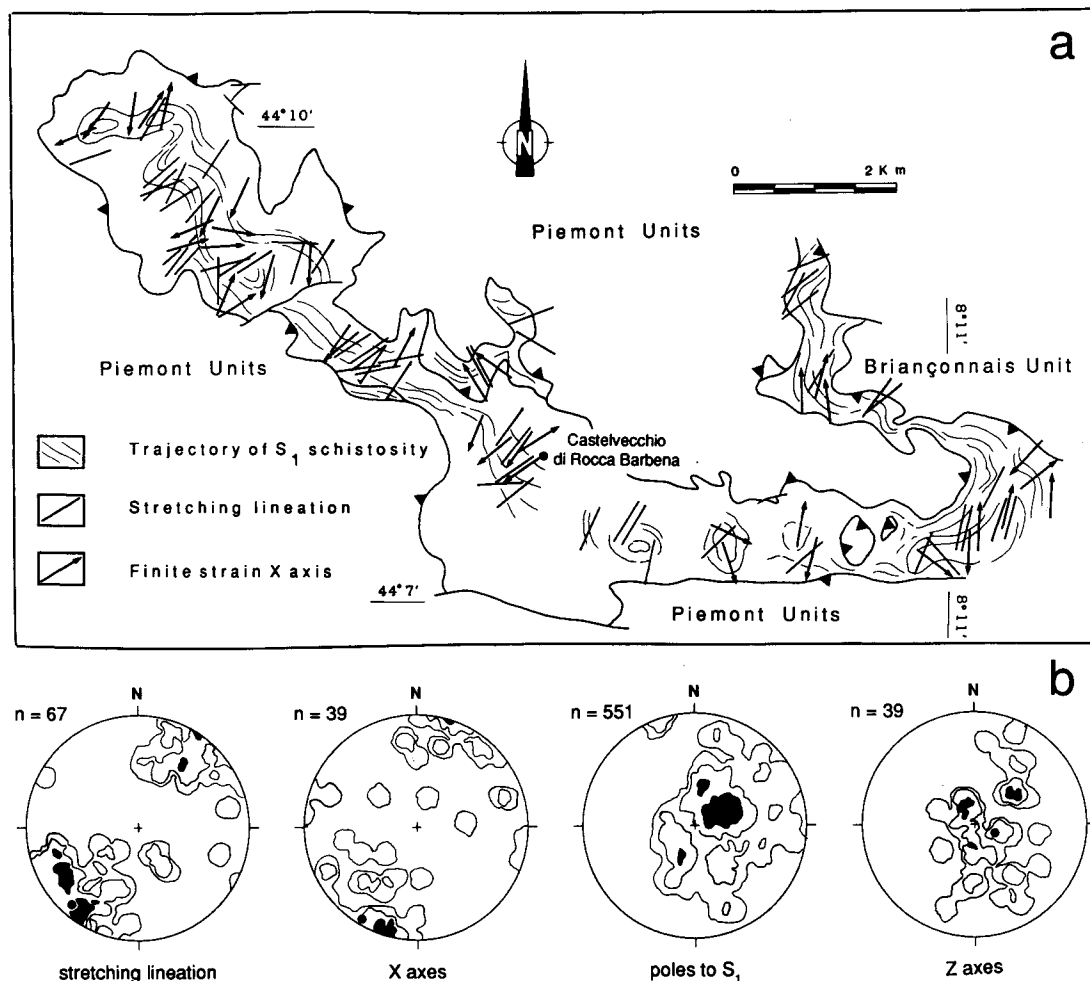 a
44°10'
N
0 2 K m
Piemont Units
8°11'
Piemont Units
Briançonnais Unit
Trajectory of S1 schistosity
Castelvecchio
di Rocca Barbena
Stretching lineation
Finite strain X axis
44°7'
Piemont Units
8°11'
b
N N N N
n = 67 n = 39 n = 551 n = 39
stretching lineation X axes poles to S1 Z axes